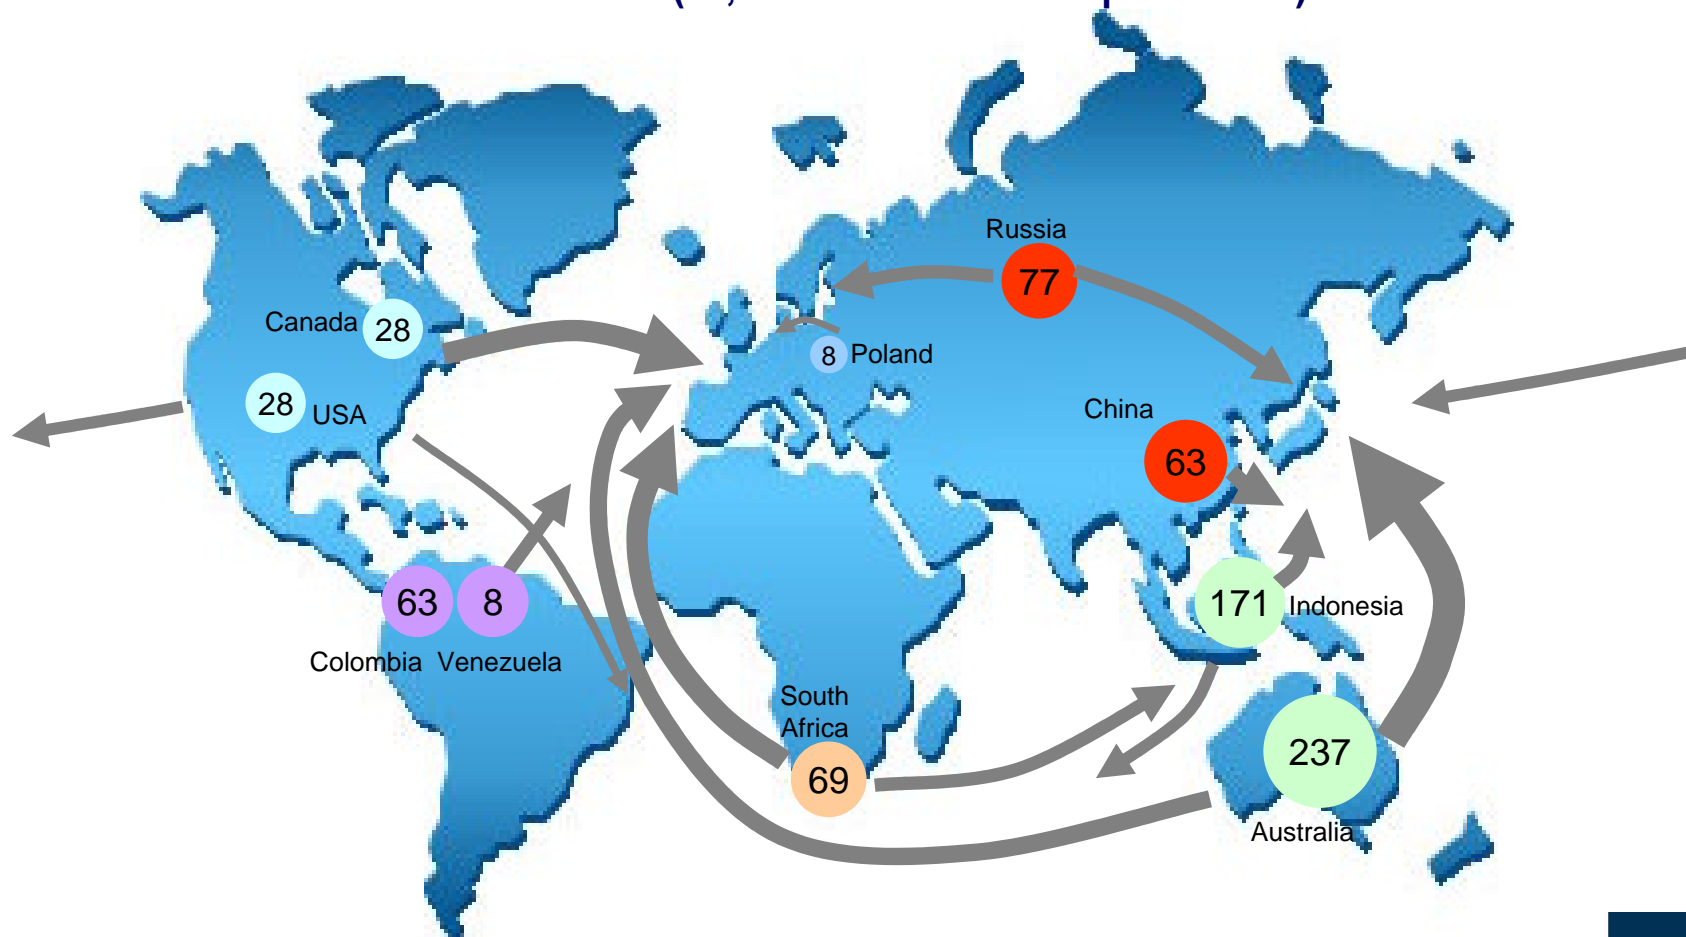 Russia
77
Canada
28
8
Poland
28
USA
China
63
63
8
171
Indonesia
Colombia
Venezuela
South
Africa
69
237
Australia